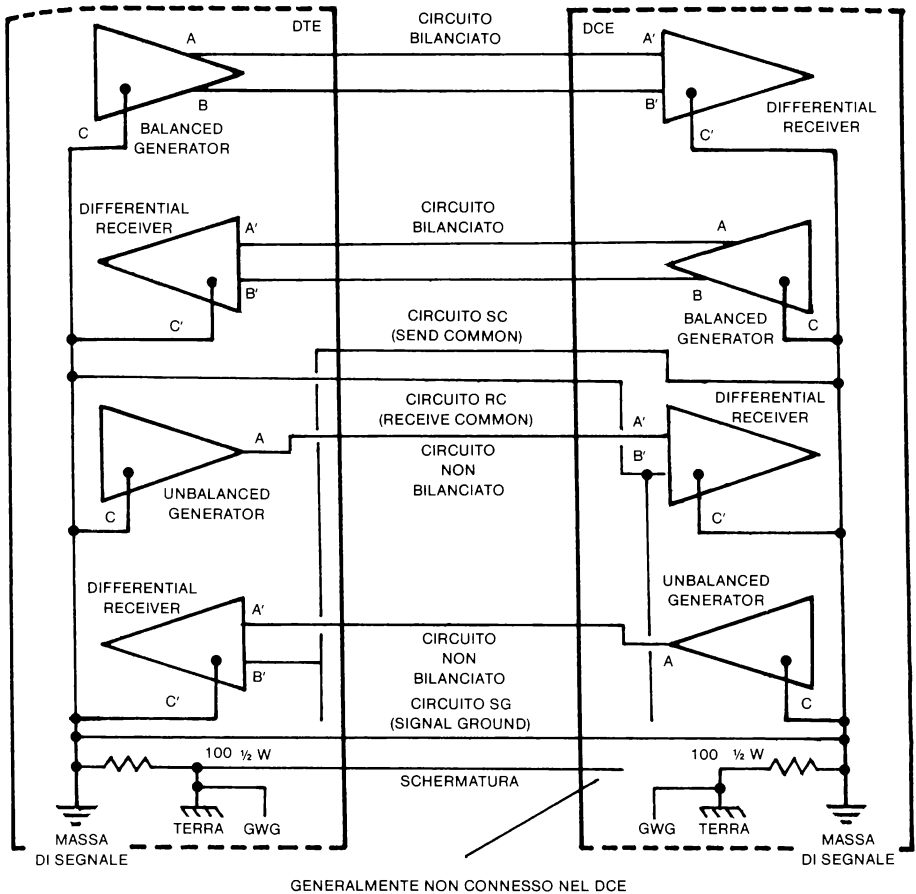 DTE
CIRCUITO
BILANCIATO
DCE
A
B
C
BALANCED
GENERATOR
A'
B'
C'
DIFFERENTIAL
RECEIVER
DIFFERENTIAL
RECEIVER
A'
B'
C'
CIRCUITO
BILANCIATO
A
B
C
BALANCED
GENERATOR
CIRCUITO SC
(SEND COMMON)
CIRCUITO RC
(RECEIVE COMMON)
CIRCUITO
NON
BILANCIATO
A
C
UNBALANCED
GENERATOR
DIFFERENTIAL
RECEIVER
A'
B'
C'
DIFFERENTIAL
RECEIVER
A'
B'
C'
CIRCUITO
NON
BILANCIATO
UNBALANCED
GENERATOR
A
C
CIRCUITO SG
(SIGNAL GROUND)
100 ½ W
SCHERMATURA
100 ½ W
MASSA
DI SEGNALE
TERRA
GWG
GWG
TERRA
MASSA
DI SEGNALE
GENERALMENTE NON CONNESSO NEL DCE